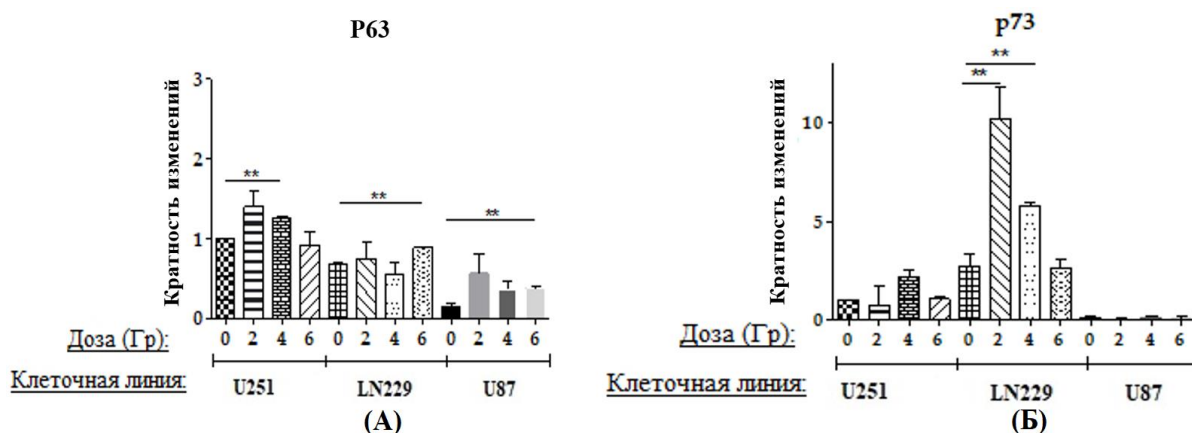 P63
Кратность изменений
3
2
1
0
**
**
**
Доза (Гр):
0 2 4 6 0 2 4 6 0 2 4 6
Клеточная линия:
U251 LN229 U87
(А)
p73
Кратность изменений
10
5
0
**
**
Доза (Гр):
0 2 4 6 0 2 4 6 0 2 4 6
Клеточная линия:
U251 LN229 U87
(Б)